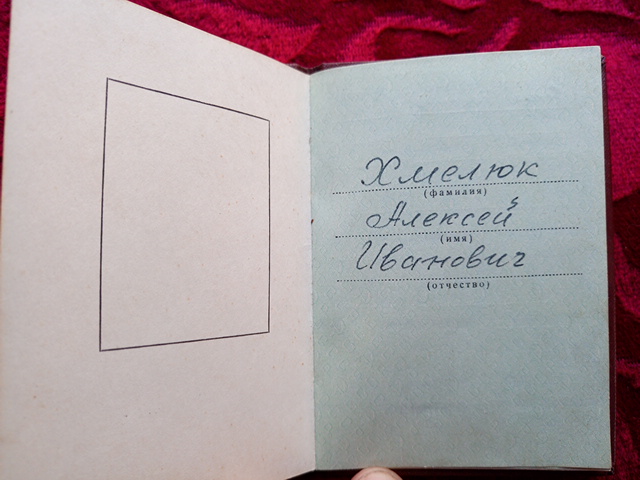 Хмелюк
(фамилия)
Алексей
(имя)
Иванович
(отчество)